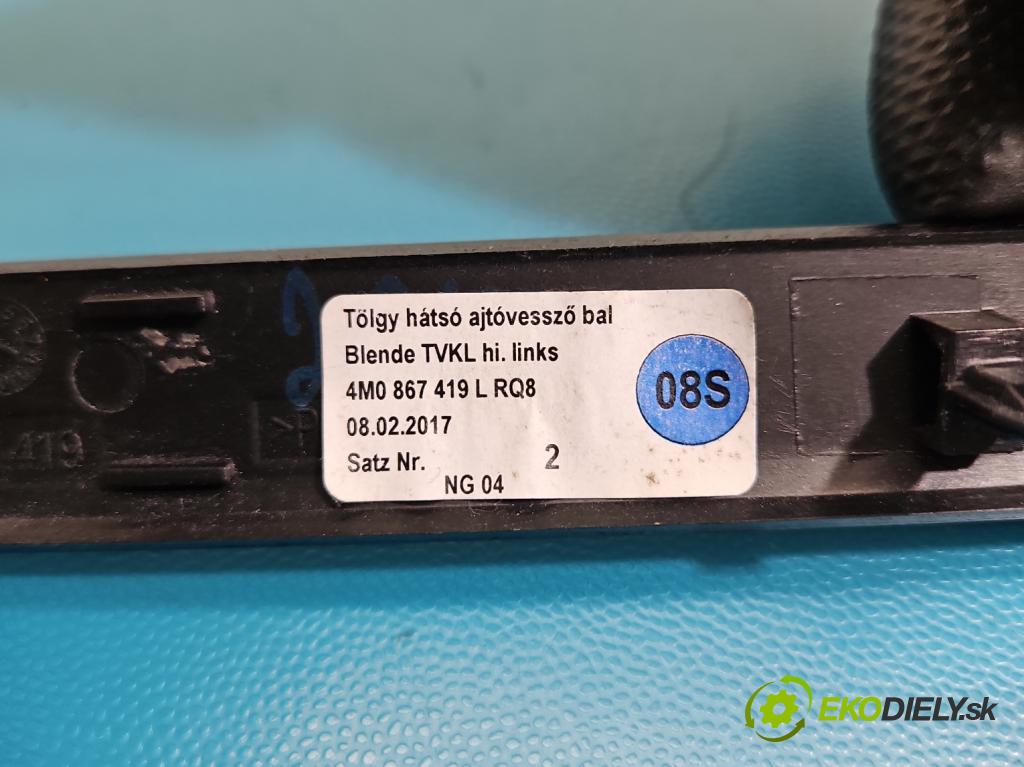 Tölgy hátsó ajtóvessző bal
Blende TVKL hi. links
4M0 867 419 L RQ8
08.02.2017
Satz Nr. 2
NG 04
08S
419
EKODIELY.sk